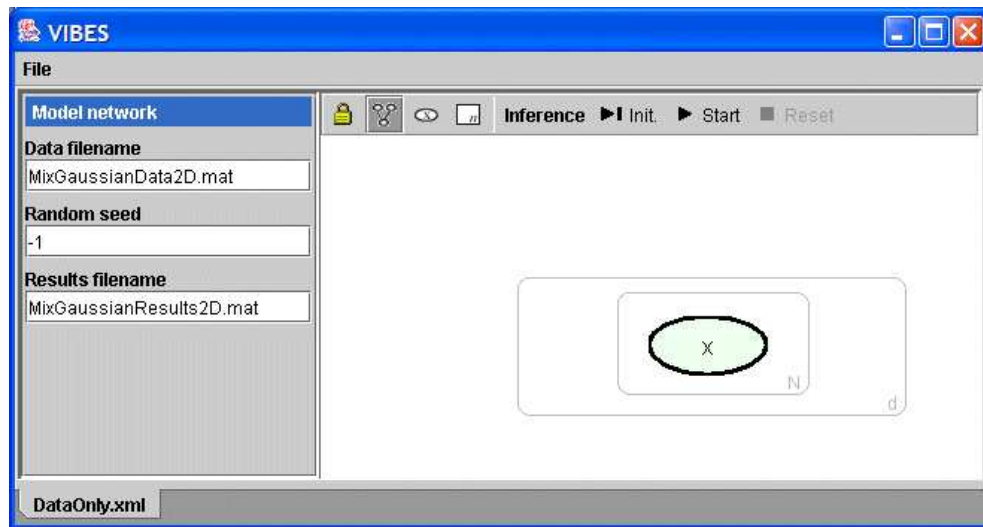 VIBES
File
Model network
Inference Init. Start Reset
Data filename
MixGaussianData2D.mat
Random seed
-1
Results filename
MixGaussianResults2D.mat
x
N
d
DataOnly.xml